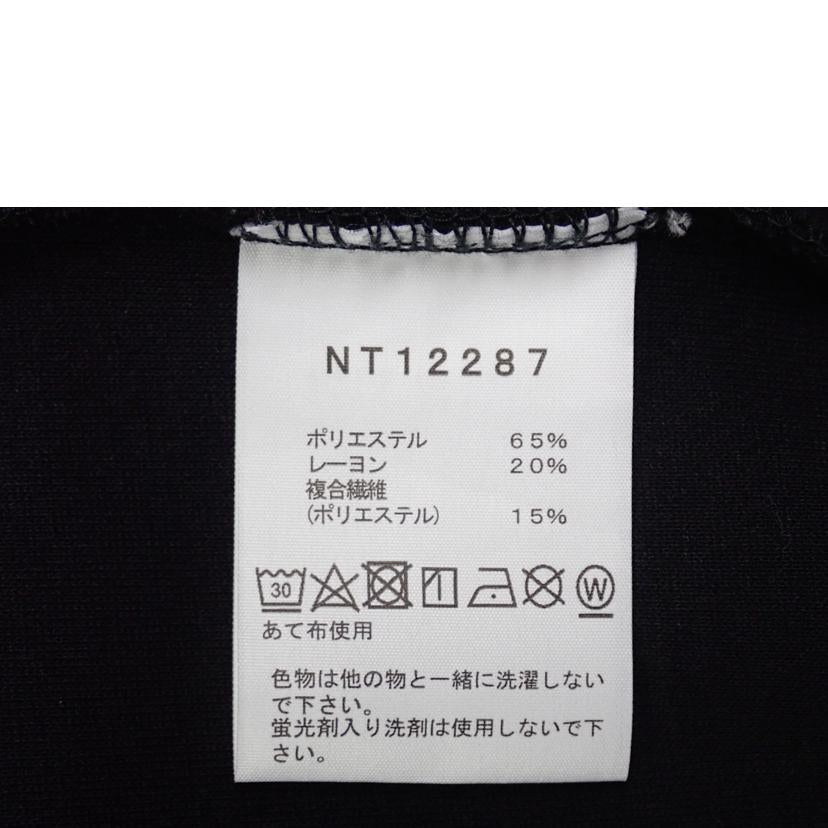 NT12287
ポリエステル 65%
レーヨン 20%
複合繊維
(ポリエステル) 15%
30 W
あて布使用
色物は他の物と一緒に洗濯しない
で下さい。
蛍光剤入り洗剤は使用しないで下
さい。